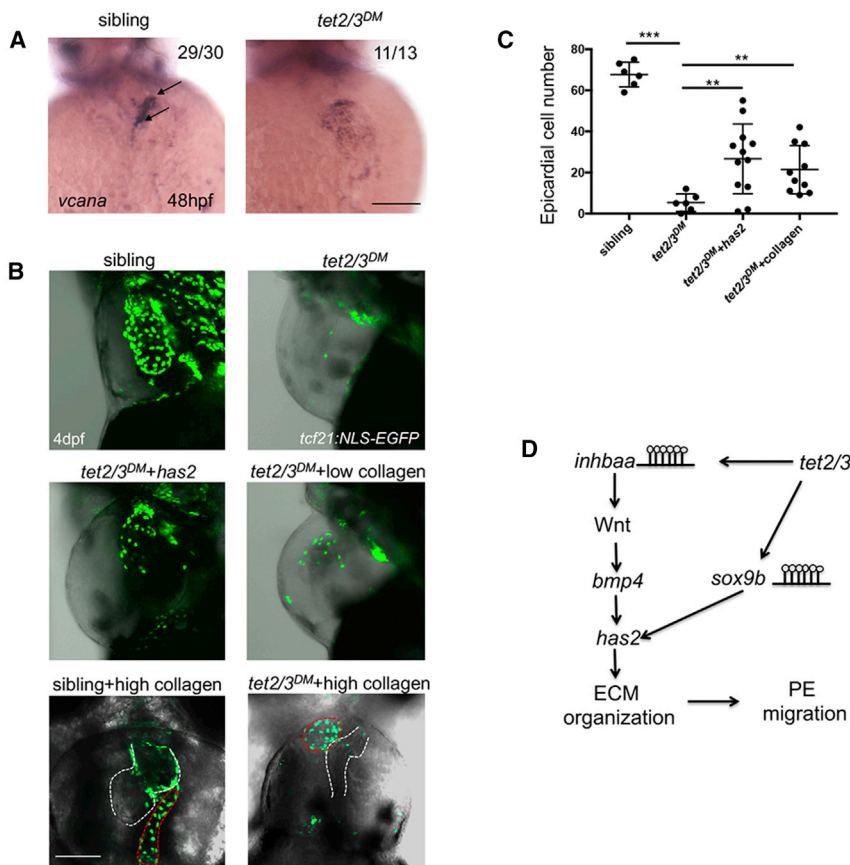 A
sibling
tet2/3DM
29/30
11/13
vcana
48hpf
B
sibling
tet2/3DM
4dpf
tcf21:NLS-EGFP
tet2/3DM+has2
tet2/3DM+low collagen
sibling+high collagen
tet2/3DM+high collagen
C
Epicardial cell number
80
60
40
20
0
***
**
**
sibling
tet2/3DM
tet2/3DM+has2
tet2/3DM+collagen
D
inhbaa
tet2/3
Wnt
bmp4
sox9b
has2
ECM
organization
PE
migration